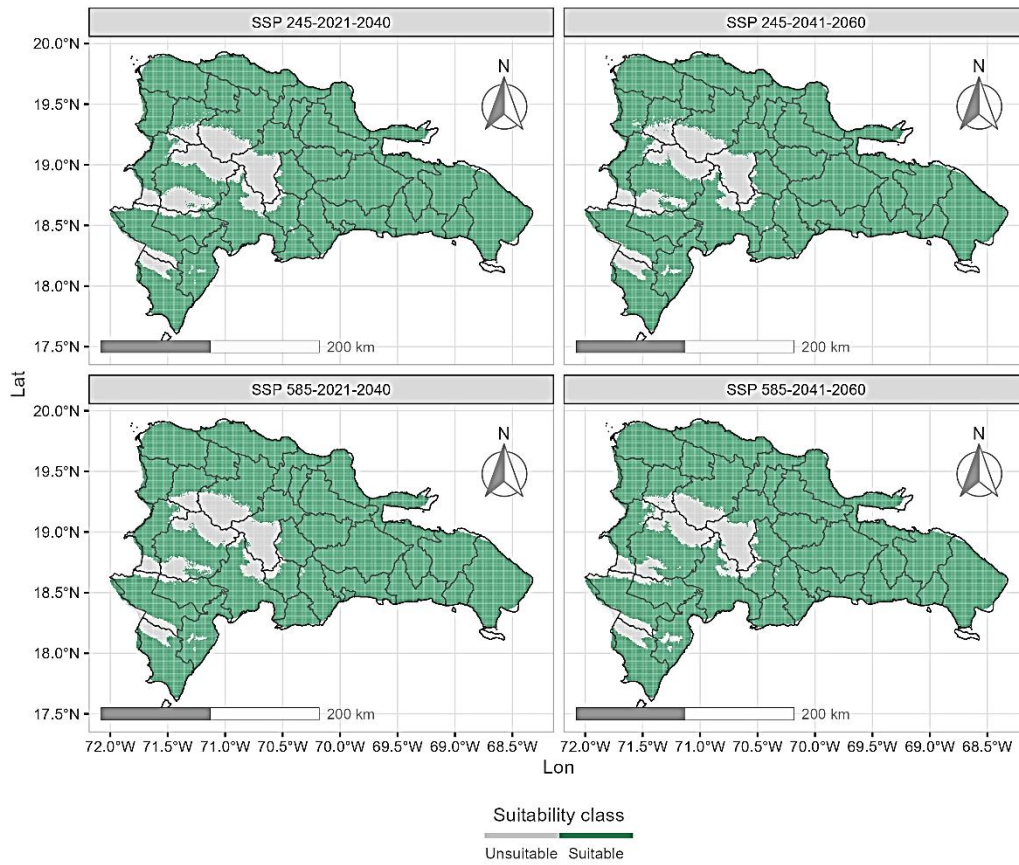 SSP 245-2021-2040
SSP 245-2041-2060
20.0°N
19.5°N
19.0°N
18.5°N
18.0°N
17.5°N
N
N
200 km
200 km
Lat
SSP 585-2021-2040
SSP 585-2041-2060
20.0°N
19.5°N
19.0°N
18.5°N
18.0°N
17.5°N
N
N
200 km
200 km
72.0°W 71.5°W 71.0°W 70.5°W 70.0°W 69.5°W 69.0°W 68.5°W
72.0°W 71.5°W 71.0°W 70.5°W 70.0°W 69.5°W 69.0°W 68.5°W
Lon
Suitability class
Unsuitable Suitable